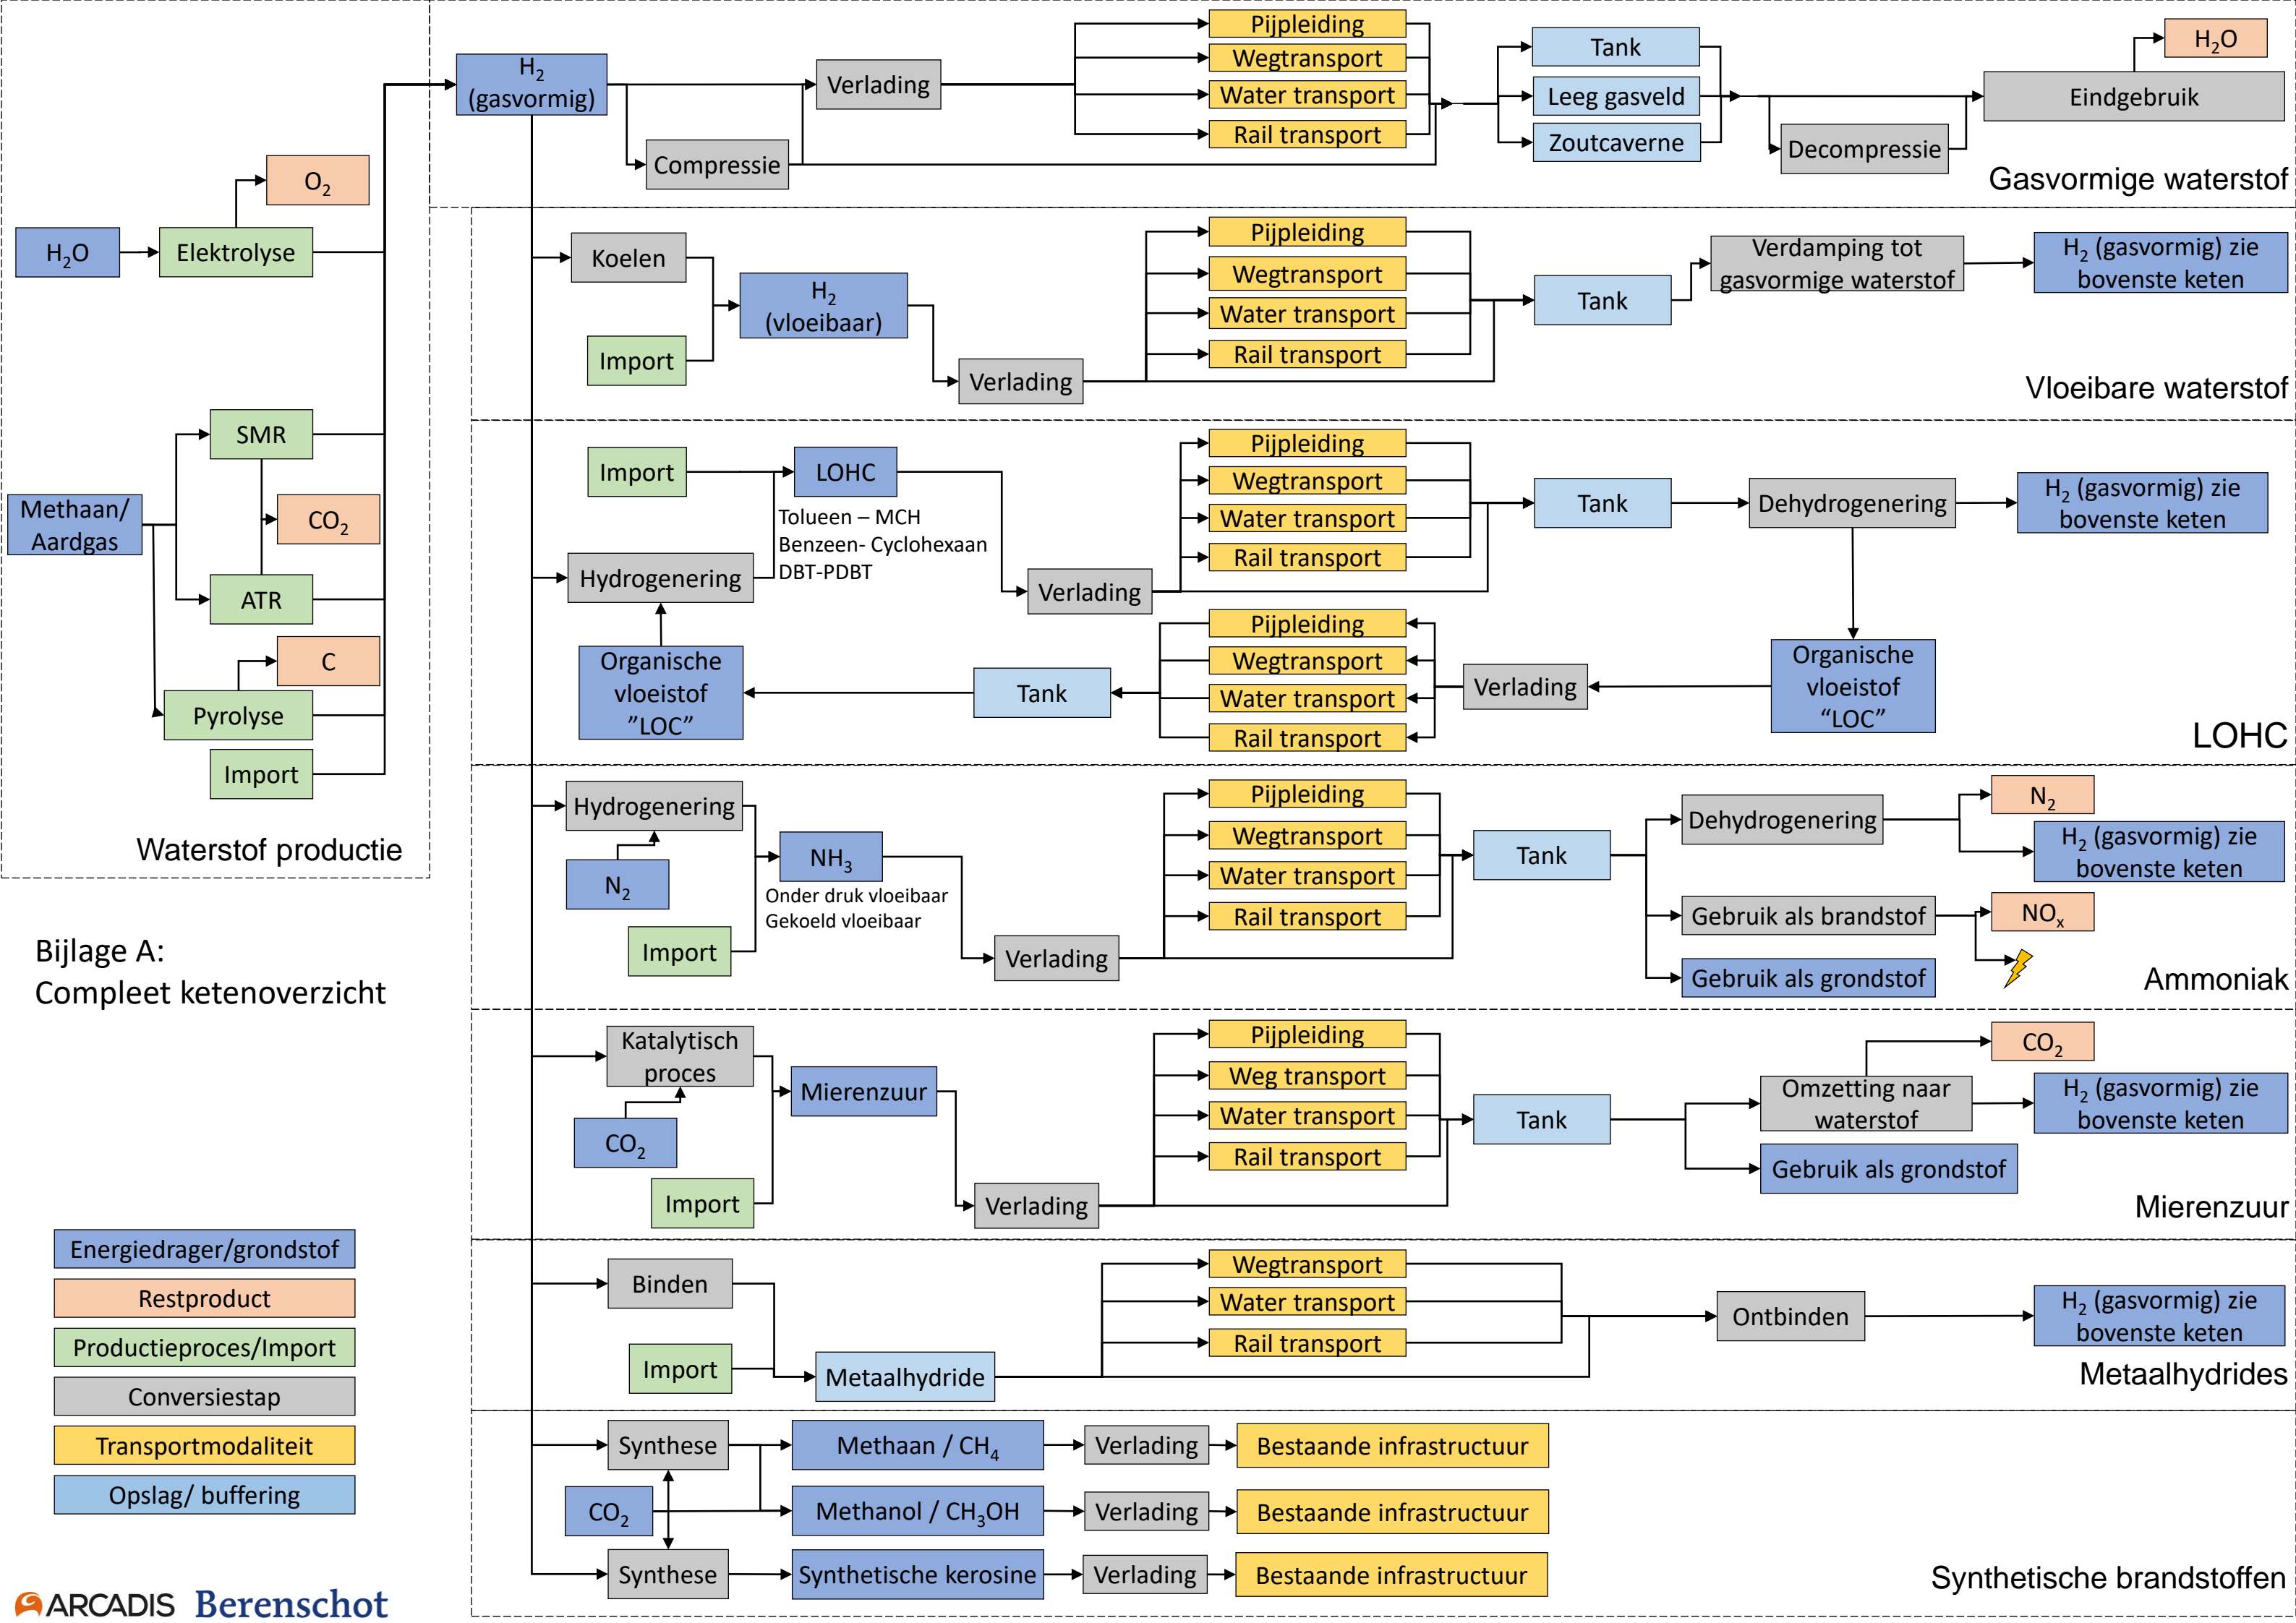 H2O
Elektrolyse
O2
Methaan/
Aardgas
SMR
CO2
ATR
C
Pyrolyse
Import
Waterstof productie
H2
(gasvormig)
Compressie
Verlading
Pijpleiding
Wegtransport
Water transport
Rail transport
Tank
Leeg gasveld
Zoutcaverne
Decompressie
Eindgebruik
H2O
Gasvormige waterstof
Koelen
Import
H2
(vloeibaar)
Verlading
Pijpleiding
Wegtransport
Water transport
Rail transport
Tank
Verdamping tot
gasvormige waterstof
H2 (gasvormig) zie
bovenste keten
Vloeibare waterstof
Import
LOHC
Tolueen – MCH
Benzeen- Cyclohexaan
DBT-PDBT
Hydrogenering
Verlading
Pijpleiding
Wegtransport
Water transport
Rail transport
Tank
Dehydrogenering
H2 (gasvormig) zie
bovenste keten
Organische
vloeistof
“LOC”
Verlading
Pijpleiding
Wegtransport
Water transport
Rail transport
Tank
Organische
vloeistof
”LOC”
LOHC
Hydrogenering
N2
Import
NH3
Onder druk vloeibaar
Gekoeld vloeibaar
Verlading
Pijpleiding
Wegtransport
Water transport
Rail transport
Tank
Dehydrogenering
N2
H2 (gasvormig) zie
bovenste keten
Gebruik als brandstof
NOx
Gebruik als grondstof
Ammoniak
Katalytisch
proces
CO2
Import
Mierenzuur
Verlading
Pijpleiding
Weg transport
Water transport
Rail transport
Tank
Omzetting naar
waterstof
CO2
H2 (gasvormig) zie
bovenste keten
Gebruik als grondstof
Mierenzuur
Binden
Import
Metaalhydride
Wegtransport
Water transport
Rail transport
Ontbinden
H2 (gasvormig) zie
bovenste keten
Metaalhydrides
Synthese
Methaan / CH4
Verlading
Bestaande infrastructuur
CO2
Methanol / CH3OH
Verlading
Bestaande infrastructuur
Synthese
Synthetische kerosine
Verlading
Bestaande infrastructuur
Synthetische brandstoffen
Bijlage A:
Compleet ketenoverzicht
Energiedrager/grondstof
Restproduct
Productieproces/Import
Conversiestap
Transportmodaliteit
Opslag/ buffering
ARCADIS Berenschot